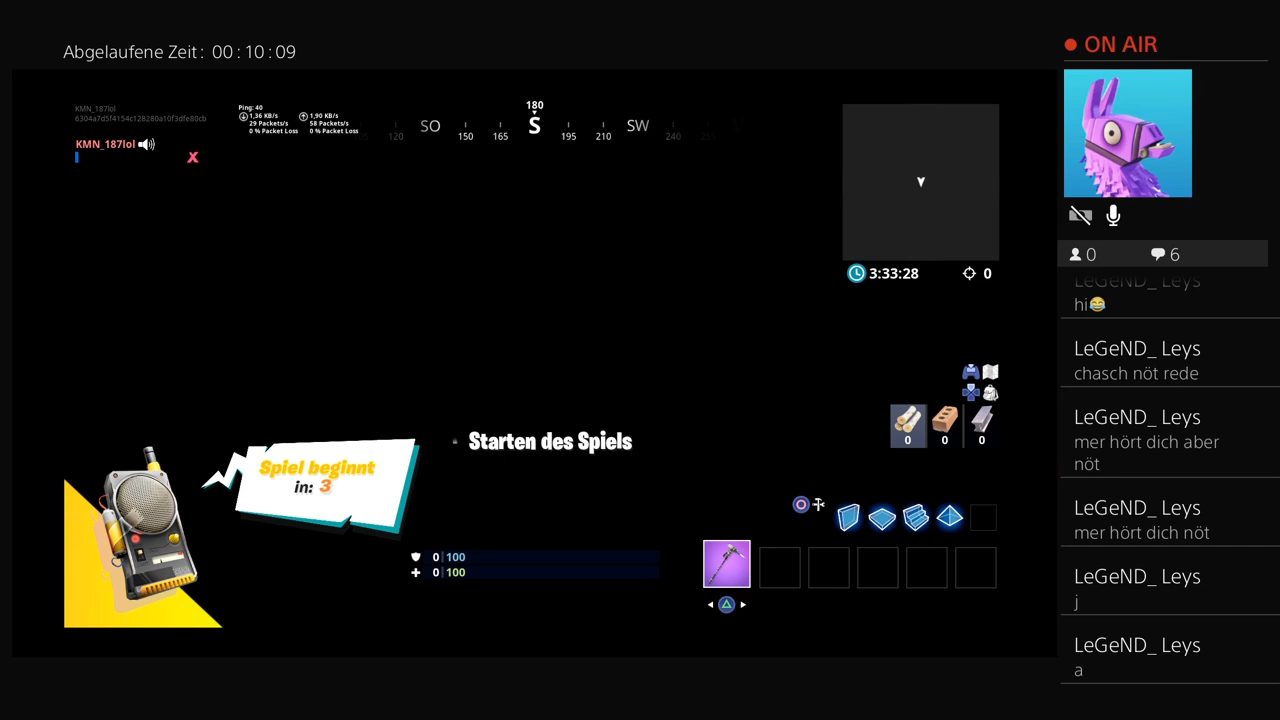 Abgelaufene Zeit: 00:10:09
ON AIR
KMN_187lol
6304a7d5f4154c128280a10f3dfe80cb
KMN_187lol
X
Ping: 40
1,36 KB/s 1,90 KB/s
29 Packets/s 58 Packets/s
0 % Packet Loss 0 % Packet Loss
180
120 SO 150 165 S 195 210 SW 240
3:33:28 0
0 6
LeGeND_ Leys
hi😂
LeGeND_ Leys
chasch nöt rede
LeGeND_ Leys
mer hört dich aber
nöt
LeGeND_ Leys
mer hört dich nöt
LeGeND_ Leys
j
LeGeND_ Leys
a
0 0 0
Starten des Spiels
Spiel beginnt
in: 3
0 | 100
0 | 100